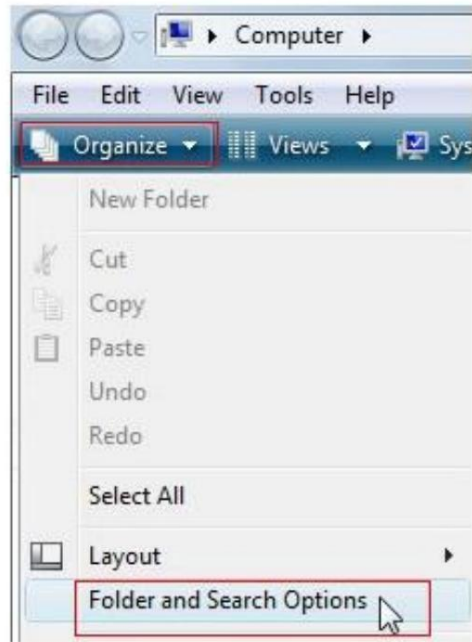 Computer
File Edit View Tools Help
Organize Views Sys
New Folder
Cut
Copy
Paste
Undo
Redo
Select All
Layout
Folder and Search Options